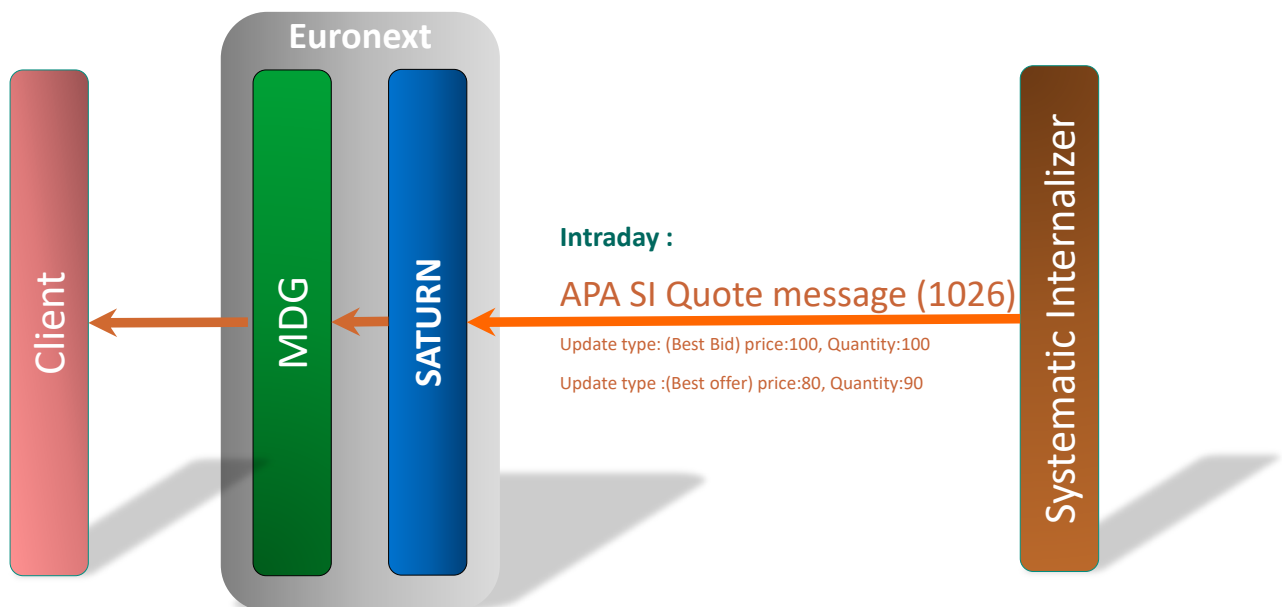 Euronext
Client
MDG
SATURN
Intraday :
APA SI Quote message (1026)
Update type: (Best Bid) price:100, Quantity:100
Update type :(Best offer) price:80, Quantity:90
Systematic Internalizer